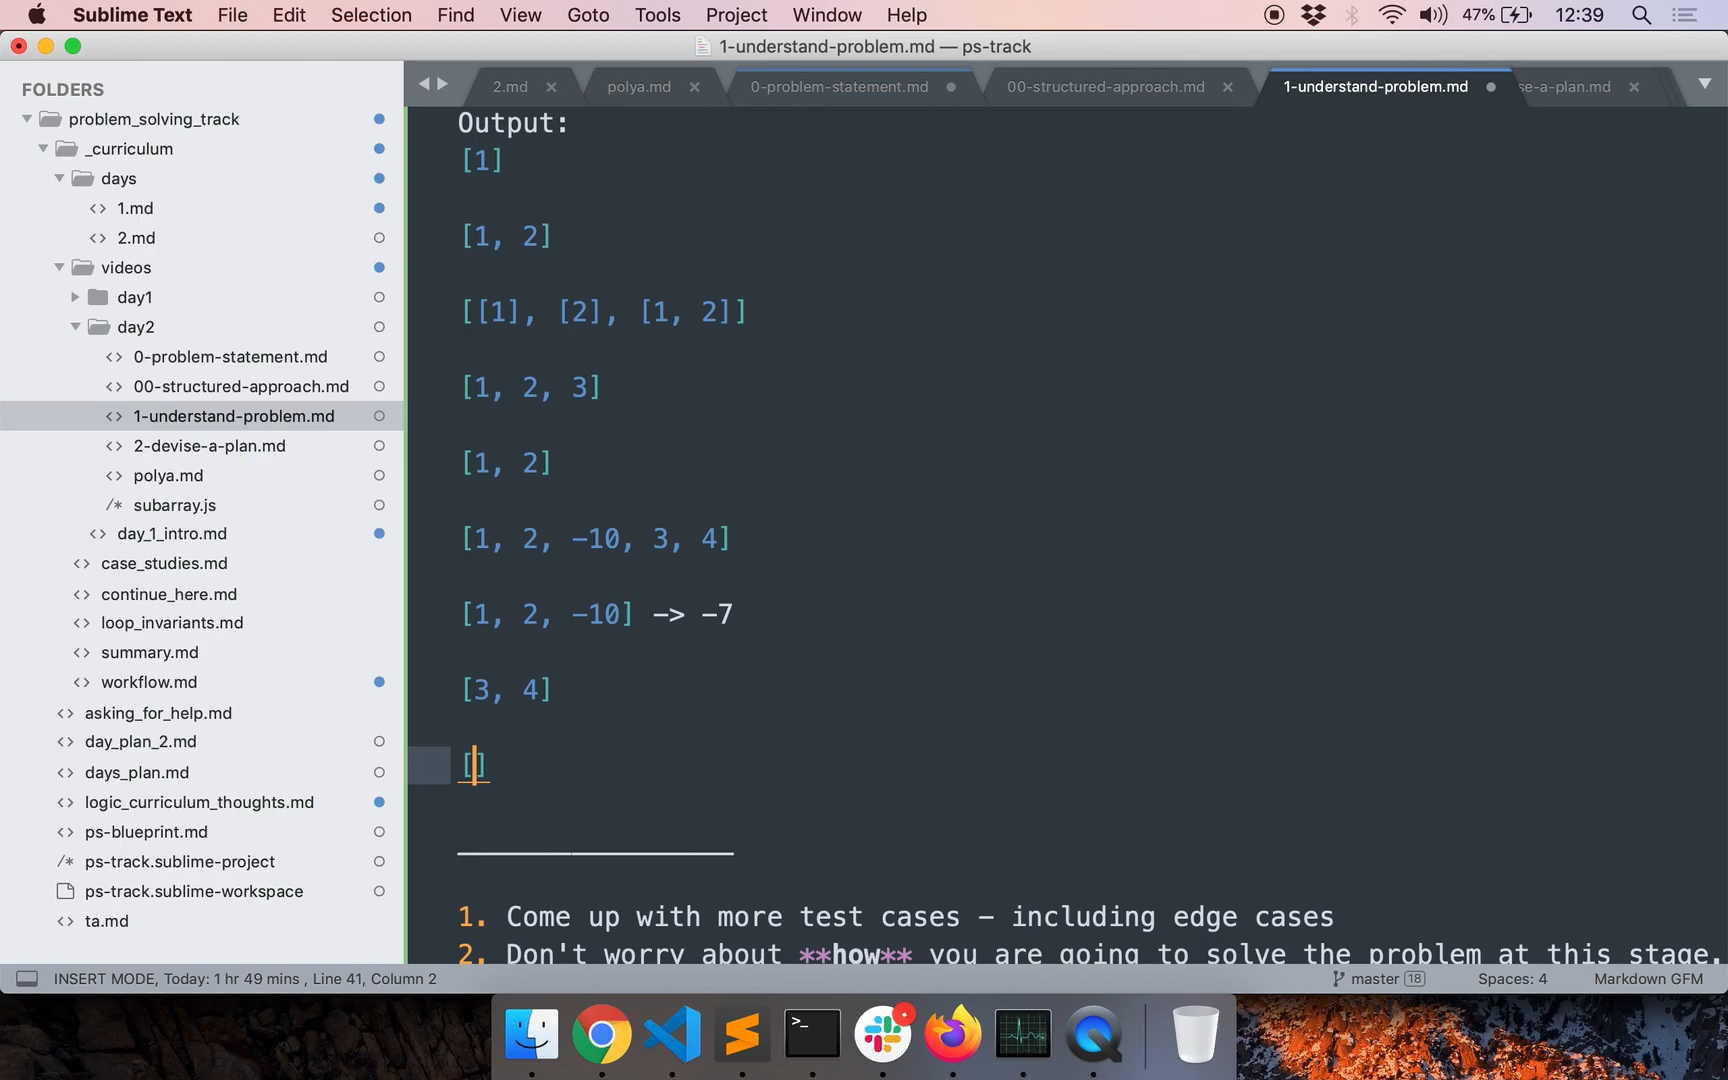 Sublime Text File Edit Selection Find View Goto Tools Project Window Help 47% 12:39
1-understand-problem.md — ps-track
FOLDERS
problem_solving_track
_curriculum
days
1.md
2.md
videos
day1
day2
0-problem-statement.md
00-structured-approach.md
1-understand-problem.md
2-devise-a-plan.md
polya.md
/* subarray.js
day_1_intro.md
case_studies.md
continue_here.md
loop_invariants.md
summary.md
workflow.md
asking_for_help.md
day_plan_2.md
days_plan.md
logic_curriculum_thoughts.md
ps-blueprint.md
/* ps-track.sublime-project
ps-track.sublime-workspace
ta.md
2.md polya.md 0-problem-statement.md 00-structured-approach.md 1-understand-problem.md se-a-plan.md
Output:
[1]
[1, 2]
[[1], [2], [1, 2]]
[1, 2, 3]
[1, 2]
[1, 2, -10, 3, 4]
[1, 2, -10] -> -7
[3, 4]
[]
1. Come up with more test cases - including edge cases
2. Don't worry about **how** you are going to solve the problem at this stage.
INSERT MODE, Today: 1 hr 49 mins , Line 41, Column 2 master 18 Spaces: 4 Markdown GFM